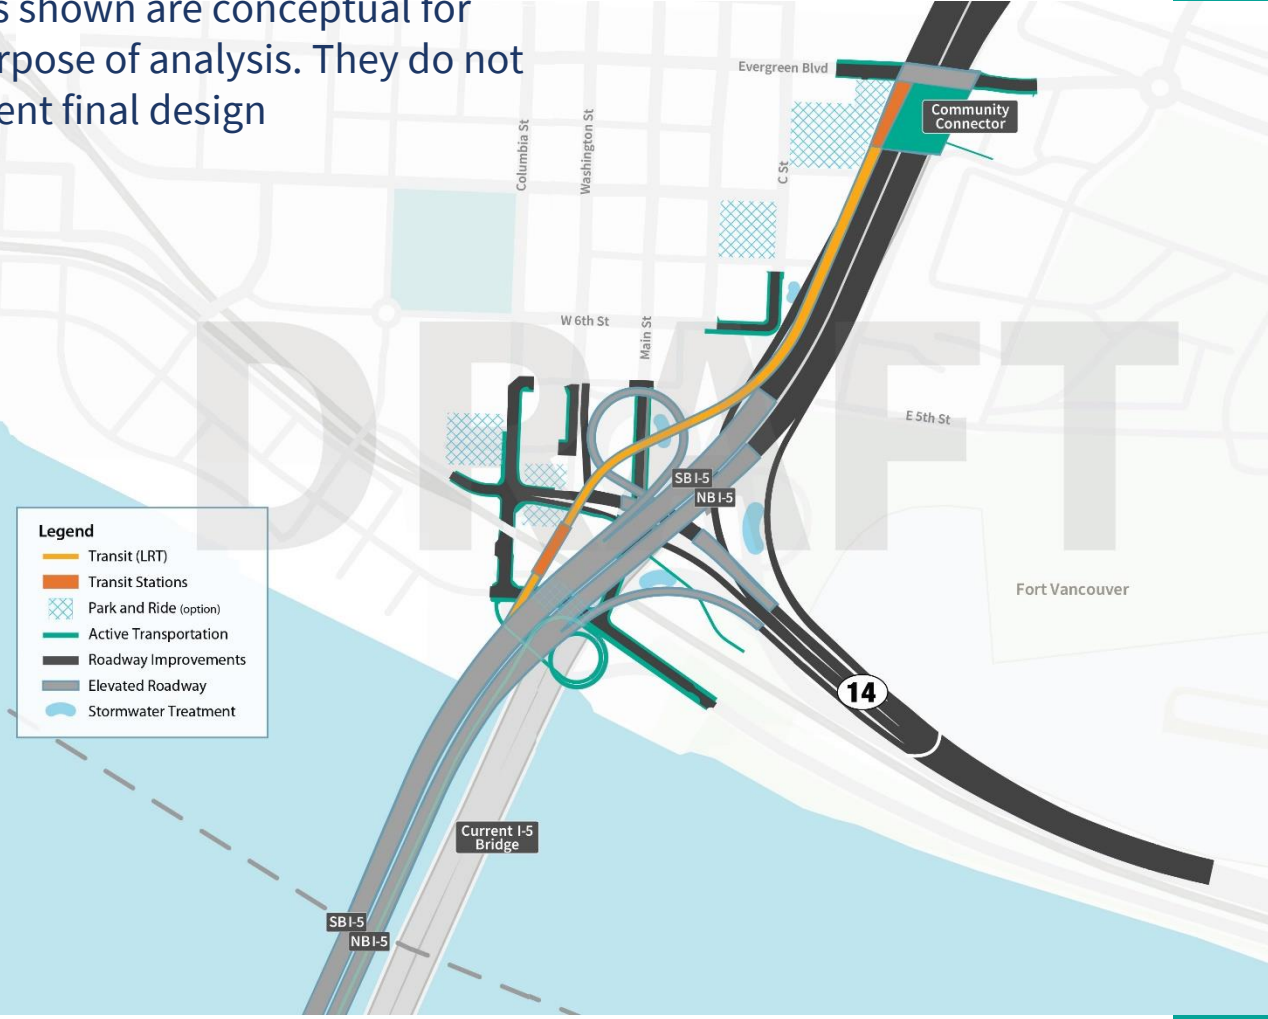 s shown are conceptual for
rpose of analysis. They do not
ent final design
Evergreen Blvd
Community
Connector
Columbia St
Washington St
C St
W 6th St
Main St
DRAFT
E 5th St
SB I-5
NB I-5
Legend
Transit (LRT)
Transit Stations
Park and Ride (option)
Active Transportation
Roadway Improvements
Elevated Roadway
Stormwater Treatment
Fort Vancouver
14
Current I-5
Bridge
SB I-5
NB I-5